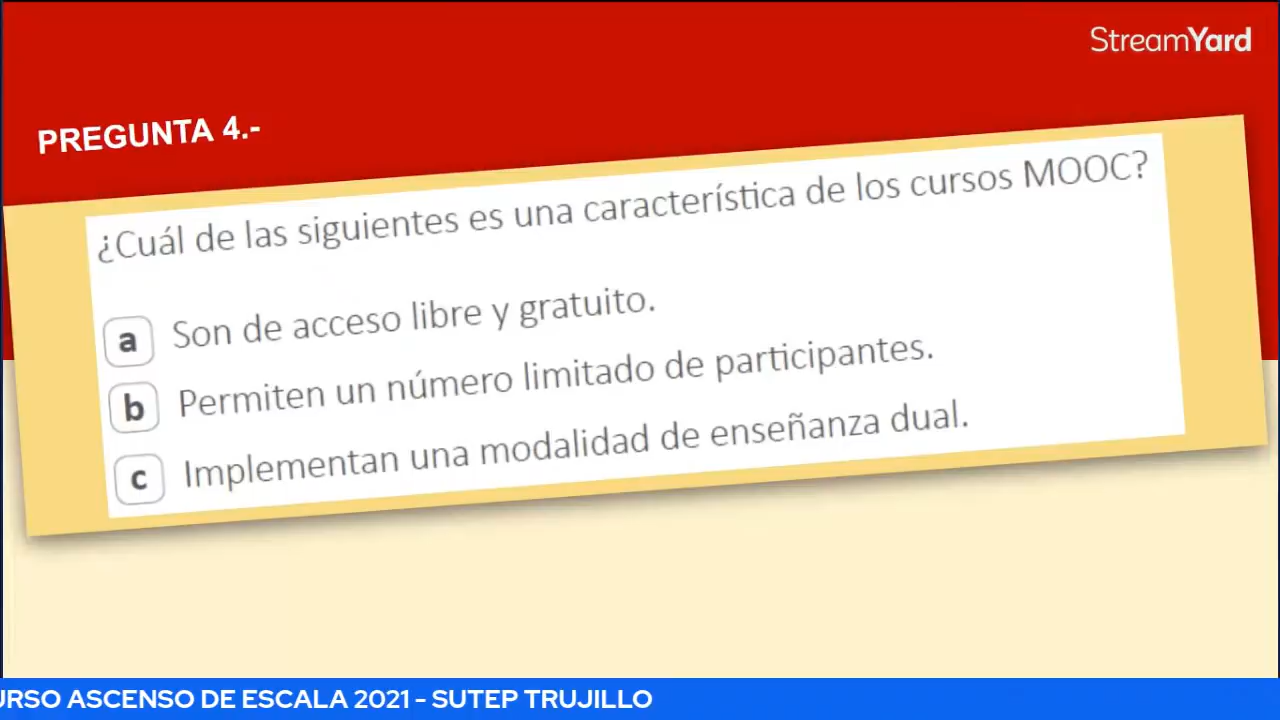 StreamYard
PREGUNTA 4.-
¿Cuál de las siguientes es una característica de los cursos MOOC?
a Son de acceso libre y gratuito.
b Permiten un número limitado de participantes.
c Implementan una modalidad de enseñanza dual.
URSO ASCENSO DE ESCALA 2021 - SUTEP TRUJILLO